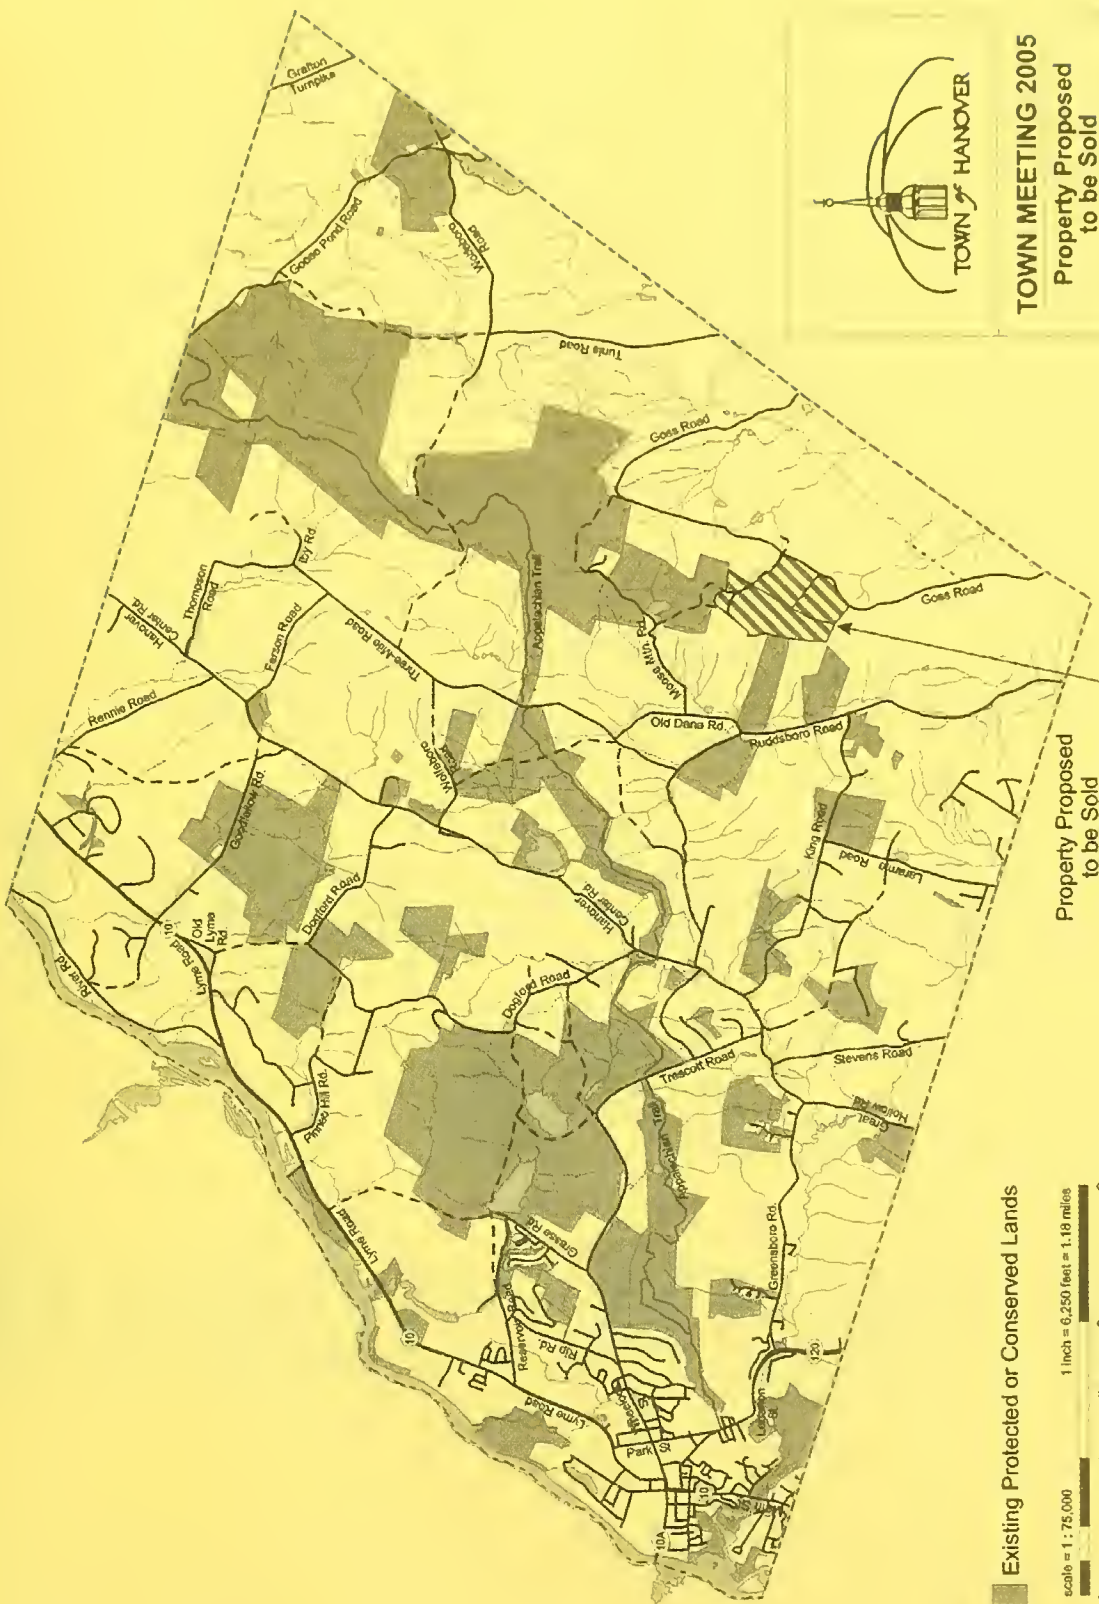 Grafton
Turnpike
Goose Pond Road
Wolfeboro
Road
Tunis Road
Goss Road
Hanover
Center Rd.
Thompson
Road
Ferson Road
Rennie Road
Three-Mile Road
Appalachian Trail
Moose Mtn. Rd.
Goss Road
Old Dana Rd.
Ruddsboro Road
Wolfeboro
Road
Goodfellow Rd.
King Road
Laramie Road
River Rd.
10
Lyme Road
Old
Lyme
Rd.
Dogford Road
Hanover
Center Rd.
Dogford Road
Pinneo Hill Rd.
Trescott Road
Stevens Road
Great
Hollow Rd.
Appalachian Trail
Lyme Road
Grasse Rd.
Greensboro Rd.
10
Reservoir Road
Rip Rd.
120
Lyme Road
Wheelock
St
Lebanon
St.
Park St
10
Main St
10A
TOWN of HANOVER
TOWN MEETING 2005
Property Proposed
to be Sold
Property Proposed
to be Sold
Existing Protected or Conserved Lands
scale = 1 : 75,000
1 inch = 6,250 feet = 1.18 miles